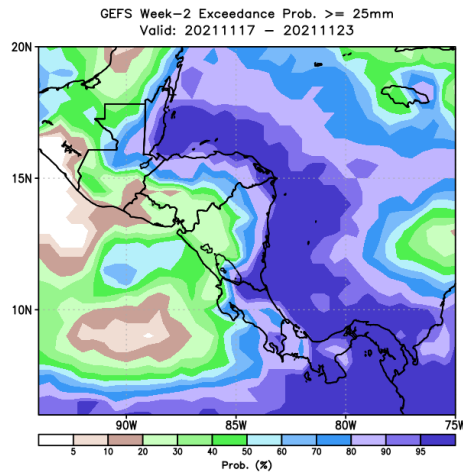 GEFS Week-2 Exceedance Prob. >= 25mm
Valid: 20211117 - 20211123
20N
15N
10N
90W 85W 80W 75W
5 10 20 30 40 50 60 70 80 90 95
Prob. (%)